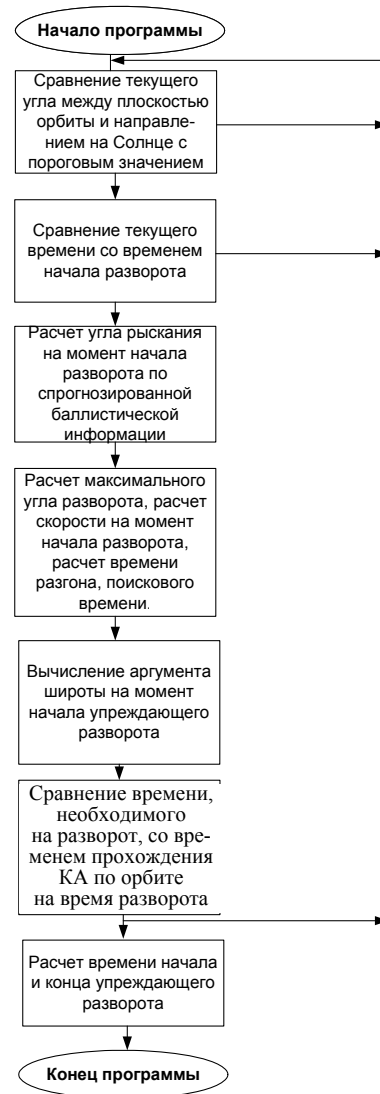 Начало программы
Сравнение текущего
угла между плоскостью
орбиты и направле-
нием на Солнце с
пороговым значением
Сравнение текущего
времени со временем
начала разворота
Расчет угла рыскания
на момент начала
разворота по
спрогнозированной
баллистической
информации
Расчет максимального
угла разворота, расчет
скорости на момент
начала разворота,
расчет времени
разгона, поискового
времени.
Вычисление аргумента
широты на момент
начала упреждающего
разворота
Сравнение времени,
необходимого
на разворот, со вре-
менем прохождения
КА по орбите
на время разворота
Расчет времени начала
и конца упреждающего
разворота
Конец программы